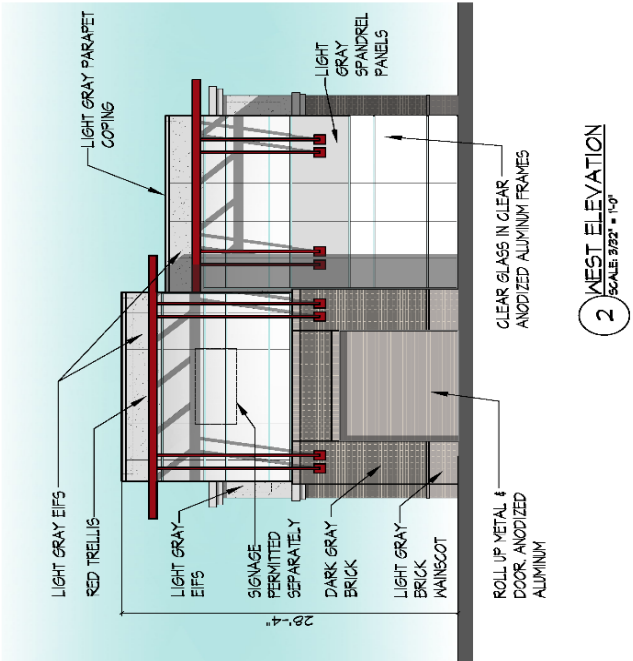 LIGHT GRAY EIFS
RED TRELLIS
LIGHT GRAY
EIFS
SIGNAGE
PERMITTED
SEPARATELY
DARK GRAY
BRICK
LIGHT GRAY
BRICK
WAINSCOT
ROLL UP METAL &
DOOR, ANODIZED
ALUMINUM
28'-4"
LIGHT GRAY PARAPET
COPING
LIGHT
GRAY
SPANDREL
PANELS
CLEAR GLASS IN CLEAR
ANODIZED ALUMINUM FRAMES
2 WEST ELEVATION
SCALE: 3/32" = 1'-0"